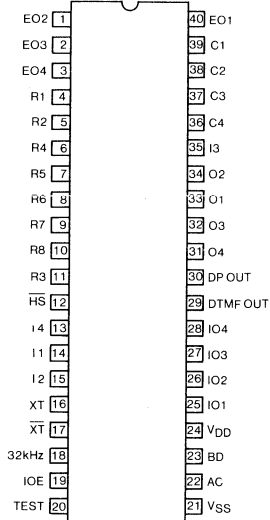 EO2 1 40 EO1
EO3 2 39 C1
EO4 3 38 C2
R1 4 37 C3
R2 5 36 C4
R4 6 35 I3
R5 7 34 O2
R6 8 33 O1
R7 9 32 O3
R8 10 31 O4
R3 11 30 DP OUT
H̅S̅ 12 29 DTMF OUT
I4 13 28 IO4
I1 14 27 IO3
I2 15 26 IO2
XT 16 25 IO1
X̅T̅ 17 24 VDD
32kHz 18 23 BD
IOE 19 22 AC
TEST 20 21 VSS